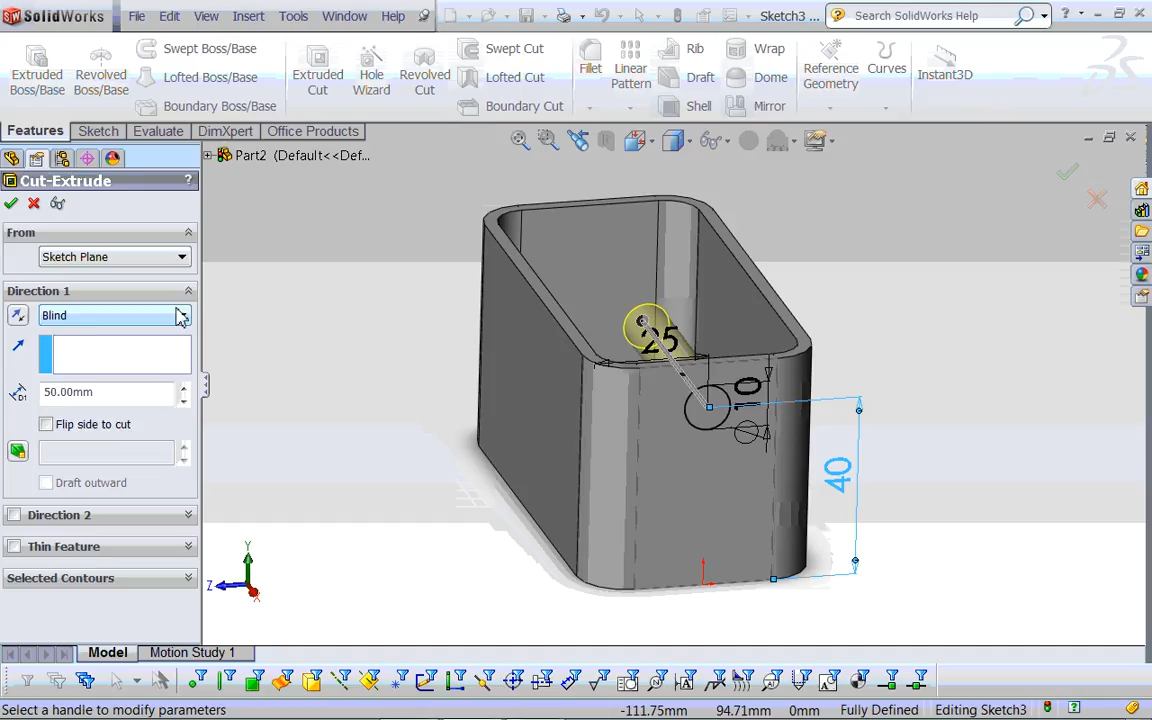 SolidWorks File Edit View Insert Tools Window Help Sketch3 ... Search SolidWorks Help ?
Extruded Boss/Base
Revolved Boss/Base
Swept Boss/Base
Lofted Boss/Base
Boundary Boss/Base
Extruded Cut
Hole Wizard
Revolved Cut
Swept Cut
Lofted Cut
Boundary Cut
Fillet
Linear Pattern
Rib
Draft
Shell
Wrap
Dome
Mirror
Reference Geometry
Curves
Instant3D
Features Sketch Evaluate DimXpert Office Products
Part2 (Default<<Def...
Cut-Extrude ?
From
Sketch Plane
Direction 1
Blind
50.00mm
D1
Flip side to cut
Draft outward
Direction 2
Thin Feature
Selected Contours
25
40
Y
Z
X
Model Motion Study 1
Select a handle to modify parameters -111.75mm 94.71mm 0mm Fully Defined Editing Sketch3 ?